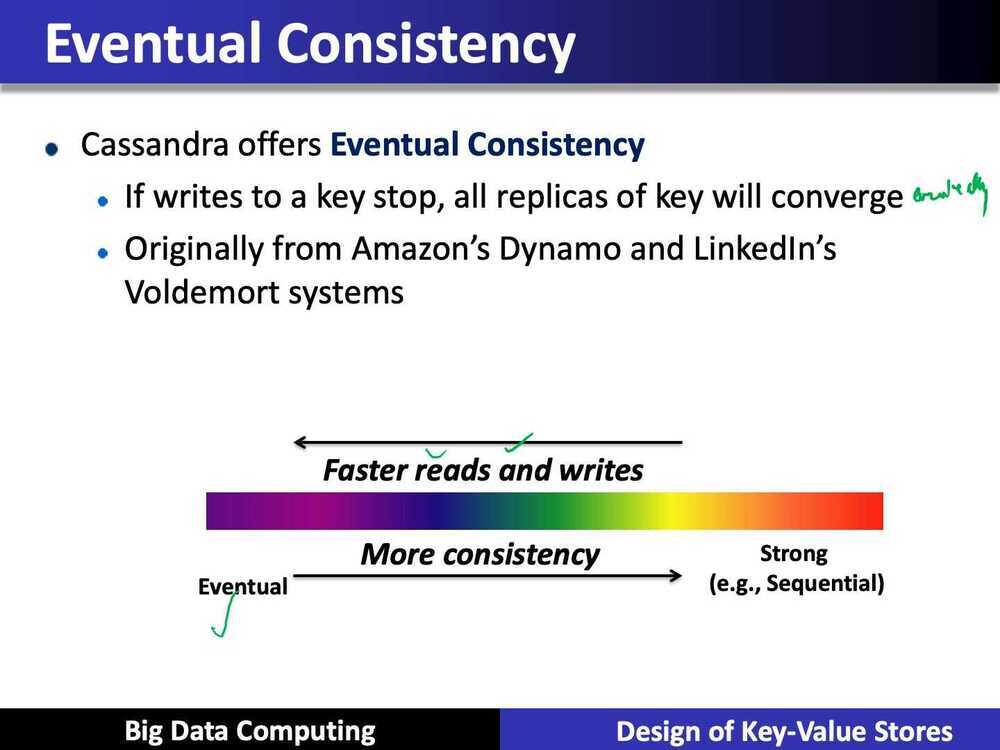 Eventual Consistency
• Cassandra offers Eventual Consistency
• If writes to a key stop, all replicas of key will converge
• Originally from Amazon’s Dynamo and LinkedIn’s
Voldemort systems
Faster reads and writes
More consistency
Strong
(e.g., Sequential)
Eventual
Big Data Computing
Design of Key-Value Stores